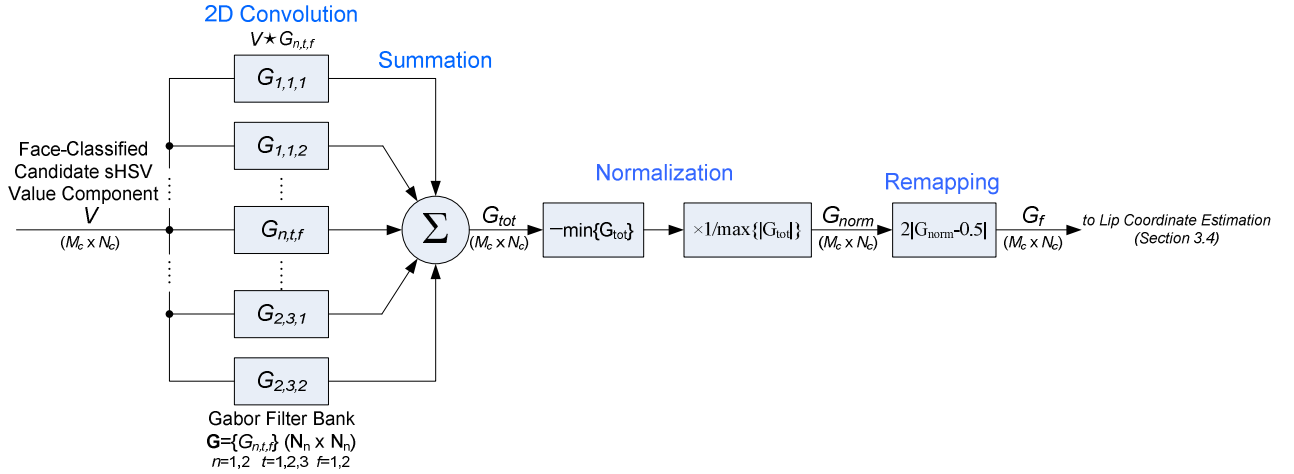 2D Convolution
V★G_{n,t,f}
Summation
G_{1,1,1}
G_{1,1,2}
G_{n,t,f}
G_{2,3,1}
G_{2,3,2}
Face-Classified
Candidate sHSV
Value Component
V
(M_c x N_c)
Σ
G_{tot}
(M_c x N_c)
Normalization
−min{G_{tot}}
×1/max{|G_{tot}|}
G_{norm}
(M_c x N_c)
Remapping
2|G_{norm}-0.5|
G_f
(M_c x N_c)
to Lip Coordinate Estimation
(Section 3.4)
Gabor Filter Bank
G={G_{n,t,f}} (N_n x N_n)
n=1,2 t=1,2,3 f=1,2